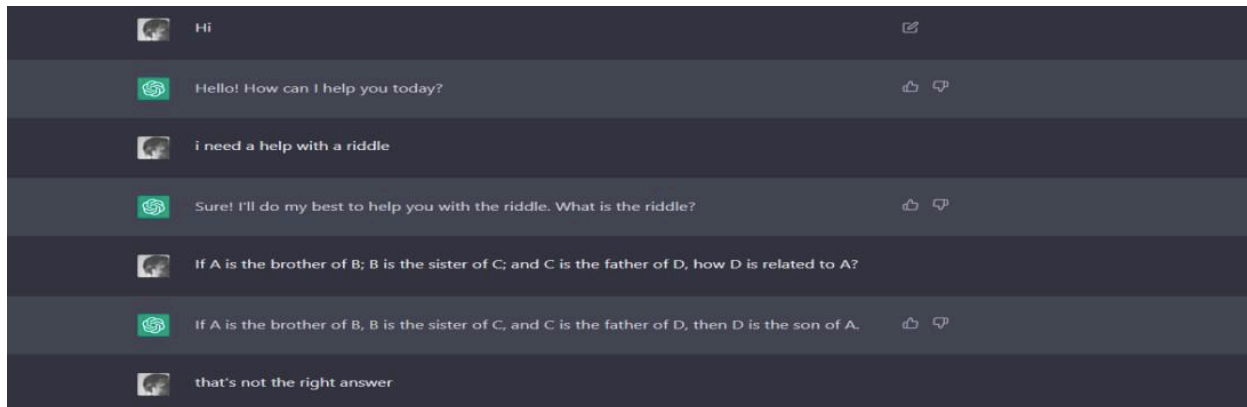 Hi
Hello! How can I help you today?
i need a help with a riddle
Sure! I'll do my best to help you with the riddle. What is the riddle?
If A is the brother of B; B is the sister of C; and C is the father of D, how D is related to A?
If A is the brother of B, B is the sister of C, and C is the father of D, then D is the son of A.
that's not the right answer